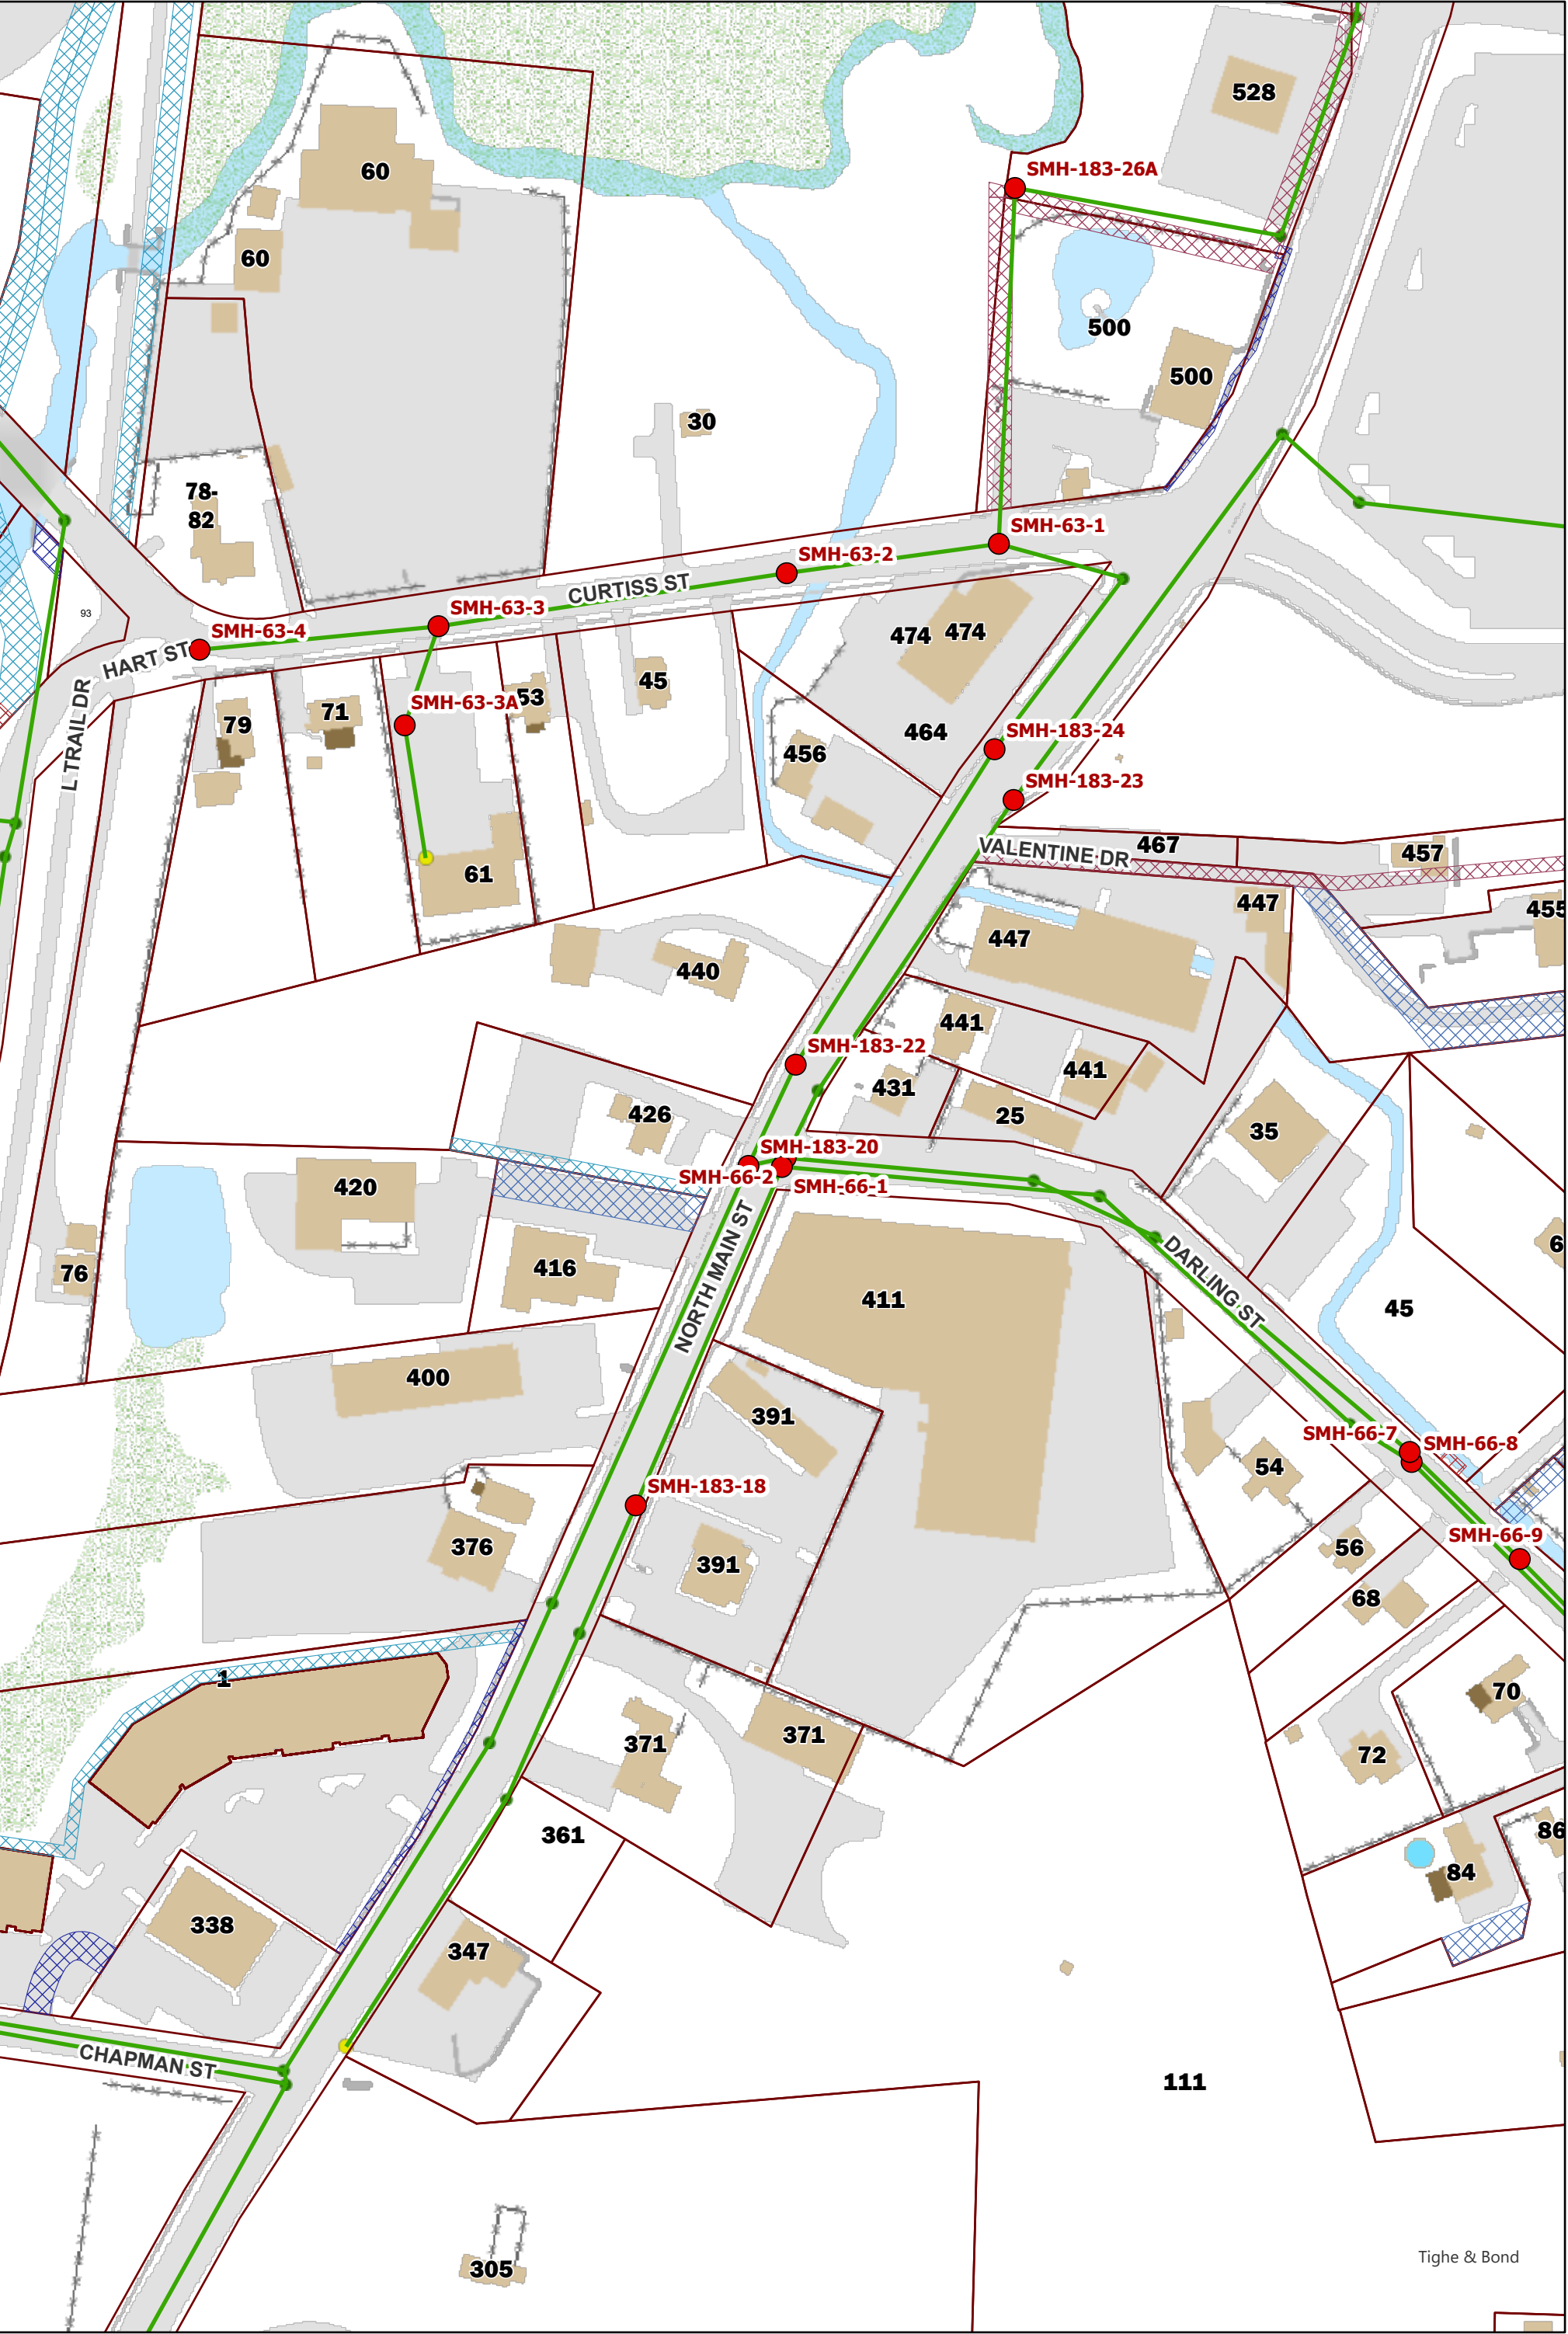 528
SMH-183-26A
60
60
500
500
30
78-
82
SMH-63-1
SMH-63-2
CURTISS ST
SMH-63-3
93
SMH-63-4
HART ST
474
474
L TRAIL DR
79
71
SMH-63-3A
53
45
464
SMH-183-24
456
SMH-183-23
VALENTINE DR
467
457
61
447
447
455
440
441
SMH-183-22
441
431
426
25
35
SMH-183-20
SMH-66-2
SMH-66-1
420
NORTH MAIN ST
76
416
411
DARLING ST
6
45
400
391
SMH-66-7
SMH-66-8
54
SMH-183-18
SMH-66-9
376
391
56
68
1
70
371
371
72
361
86
84
338
347
CHAPMAN ST
111
305
Tighe & Bond